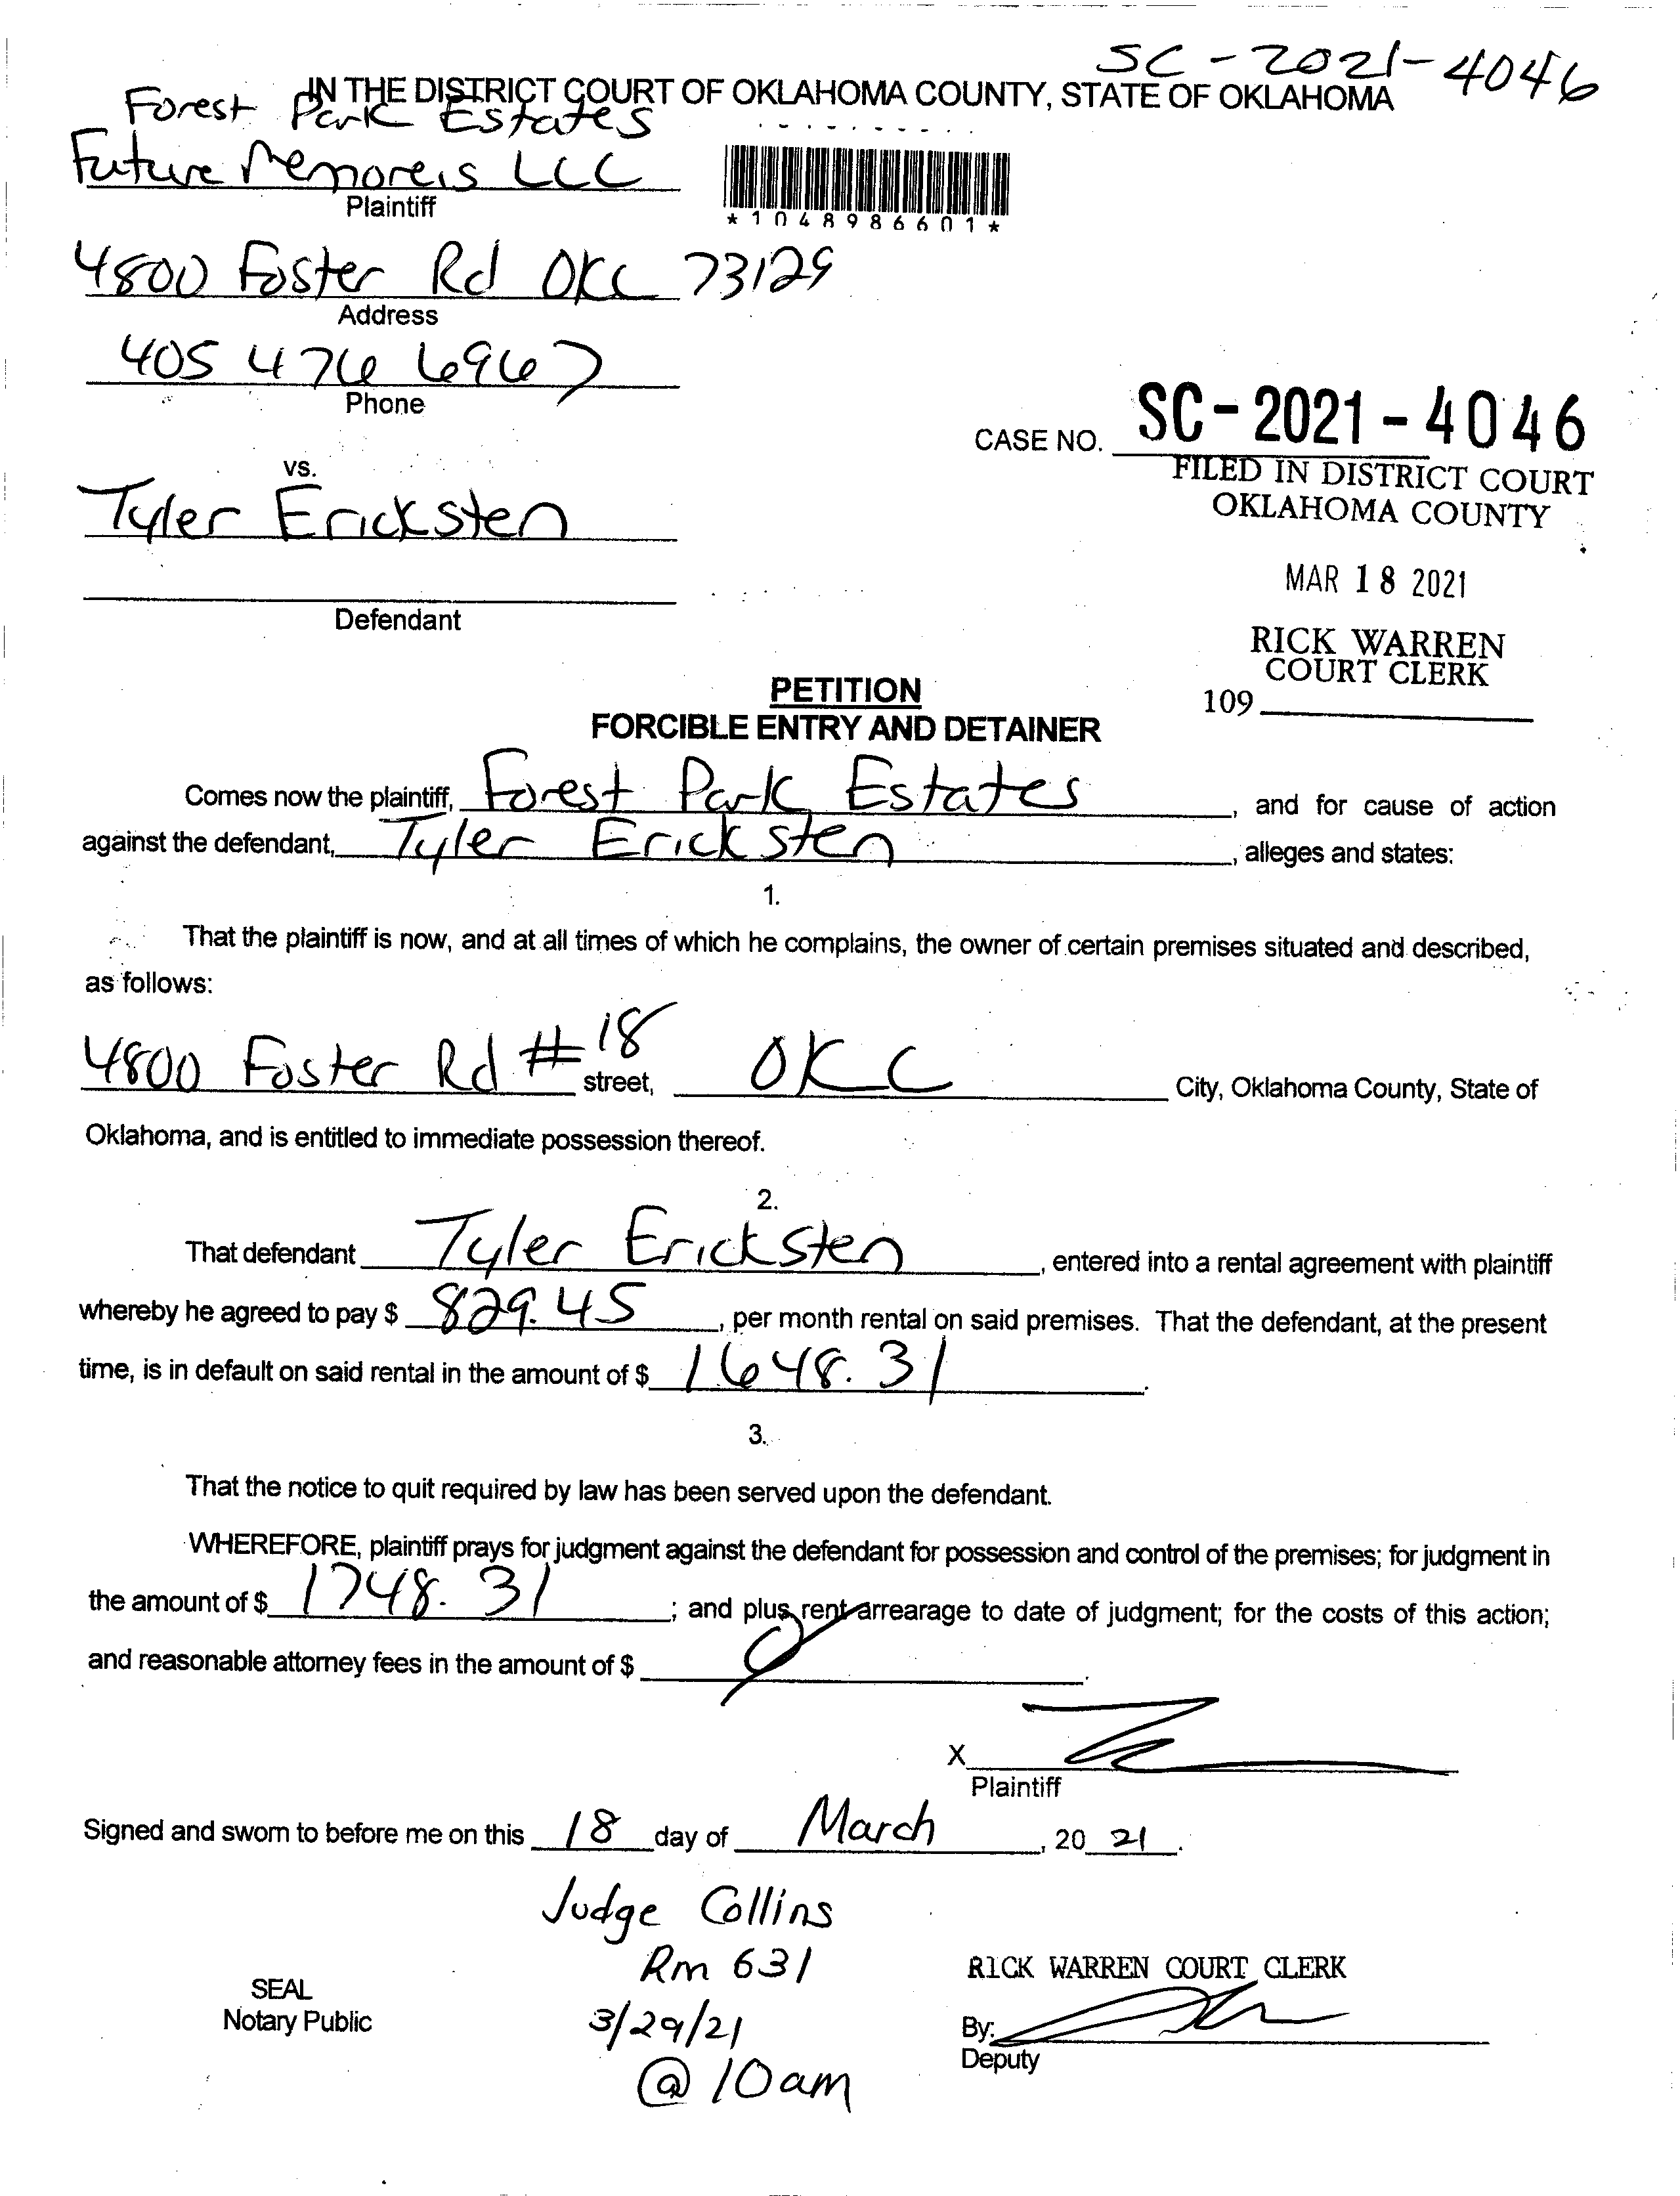 SC-2021-4046
IN THE DISTRICT COURT OF OKLAHOMA COUNTY, STATE OF OKLAHOMA
Forest Park Estates
Future Memoreis LLC
Plaintiff
*1048986601*
4800 Foster Rd OKC 73129
Address
405 476 6967
Phone
CASE NO. SC-2021-4046
FILED IN DISTRICT COURT
OKLAHOMA COUNTY
vs.
Tyler Ericksten
MAR 18 2021
Defendant
RICK WARREN
COURT CLERK
109
PETITION
FORCIBLE ENTRY AND DETAINER
Comes now the plaintiff, Forest Park Estates, and for cause of action
against the defendant, Tyler Ericksten, alleges and states:
1.
That the plaintiff is now, and at all times of which he complains, the owner of certain premises situated and described,
as follows:
4800 Foster Rd #18 street, OKC City, Oklahoma County, State of
Oklahoma, and is entitled to immediate possession thereof.
2.
That defendant Tyler Ericksten, entered into a rental agreement with plaintiff
whereby he agreed to pay $ 829.45, per month rental on said premises. That the defendant, at the present
time, is in default on said rental in the amount of $ 1648.31.
3.
That the notice to quit required by law has been served upon the defendant.
WHEREFORE, plaintiff prays for judgment against the defendant for possession and control of the premises; for judgment in
the amount of $ 1748.31; and plus rent arrearage to date of judgment; for the costs of this action;
and reasonable attorney fees in the amount of $
X
Plaintiff
Signed and sworn to before me on this 18 day of March, 20 21.
Judge Collins
Rm 631
3/29/21
@ 10am
SEAL
Notary Public
RICK WARREN COURT CLERK
By:
Deputy